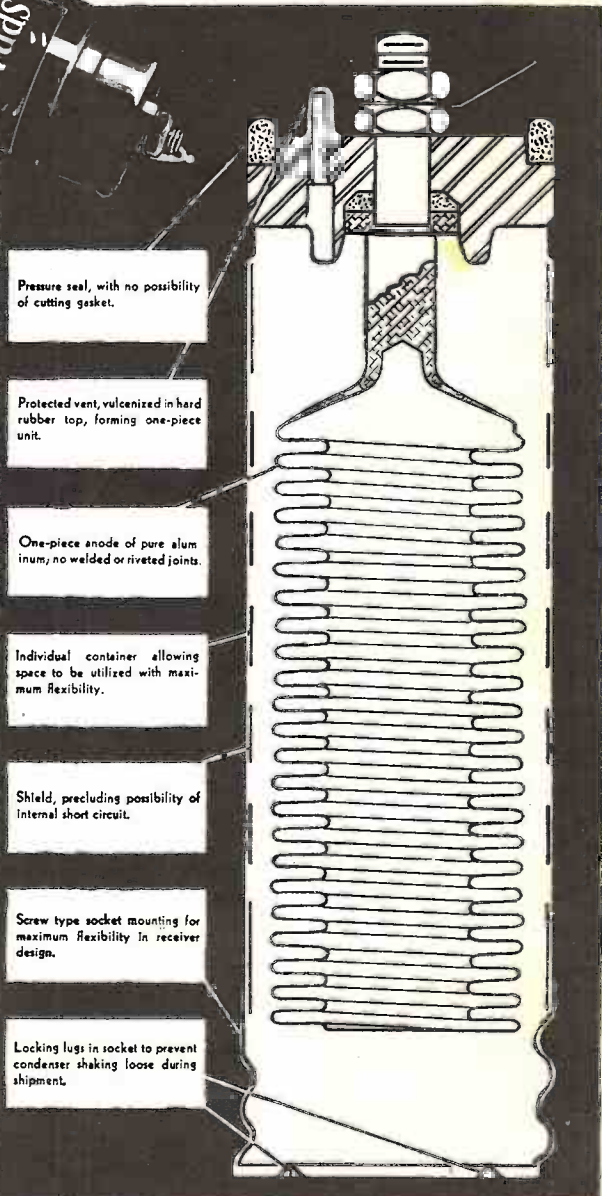 Pressure seal, with no possibility
of cutting gasket.
Protected vent, vulcenized in hard
rubber top, forming one-piece
unit.
One-piece anode of pure alum
inum; no welded or riveted joints.
Individual container allowing
space to be utilized with maxi-
mum flexibility.
Shield, precluding possibility of
internal short circuit.
Screw type socket mounting for
maximum flexibility in receiver
design.
Locking lugs in socket to prevent
condenser shaking loose during
shipment.